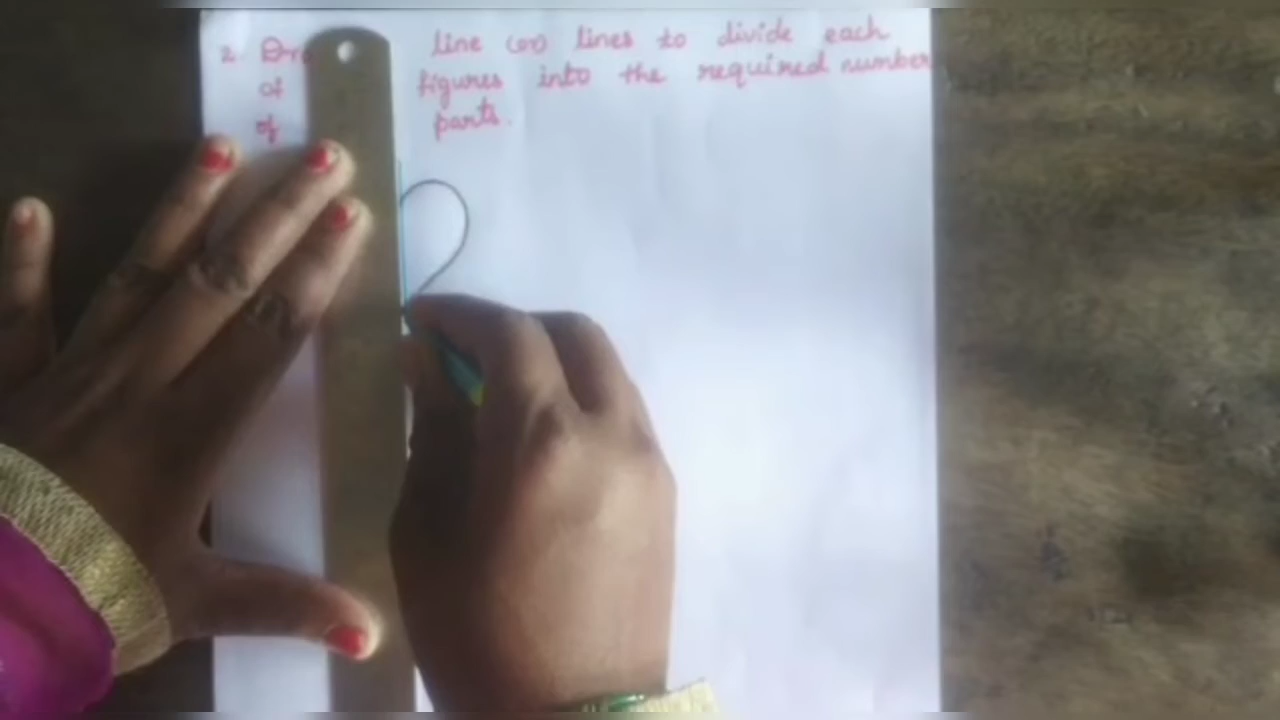 2. Dr line (or) lines to divide each
of figures into the required number
of parts.